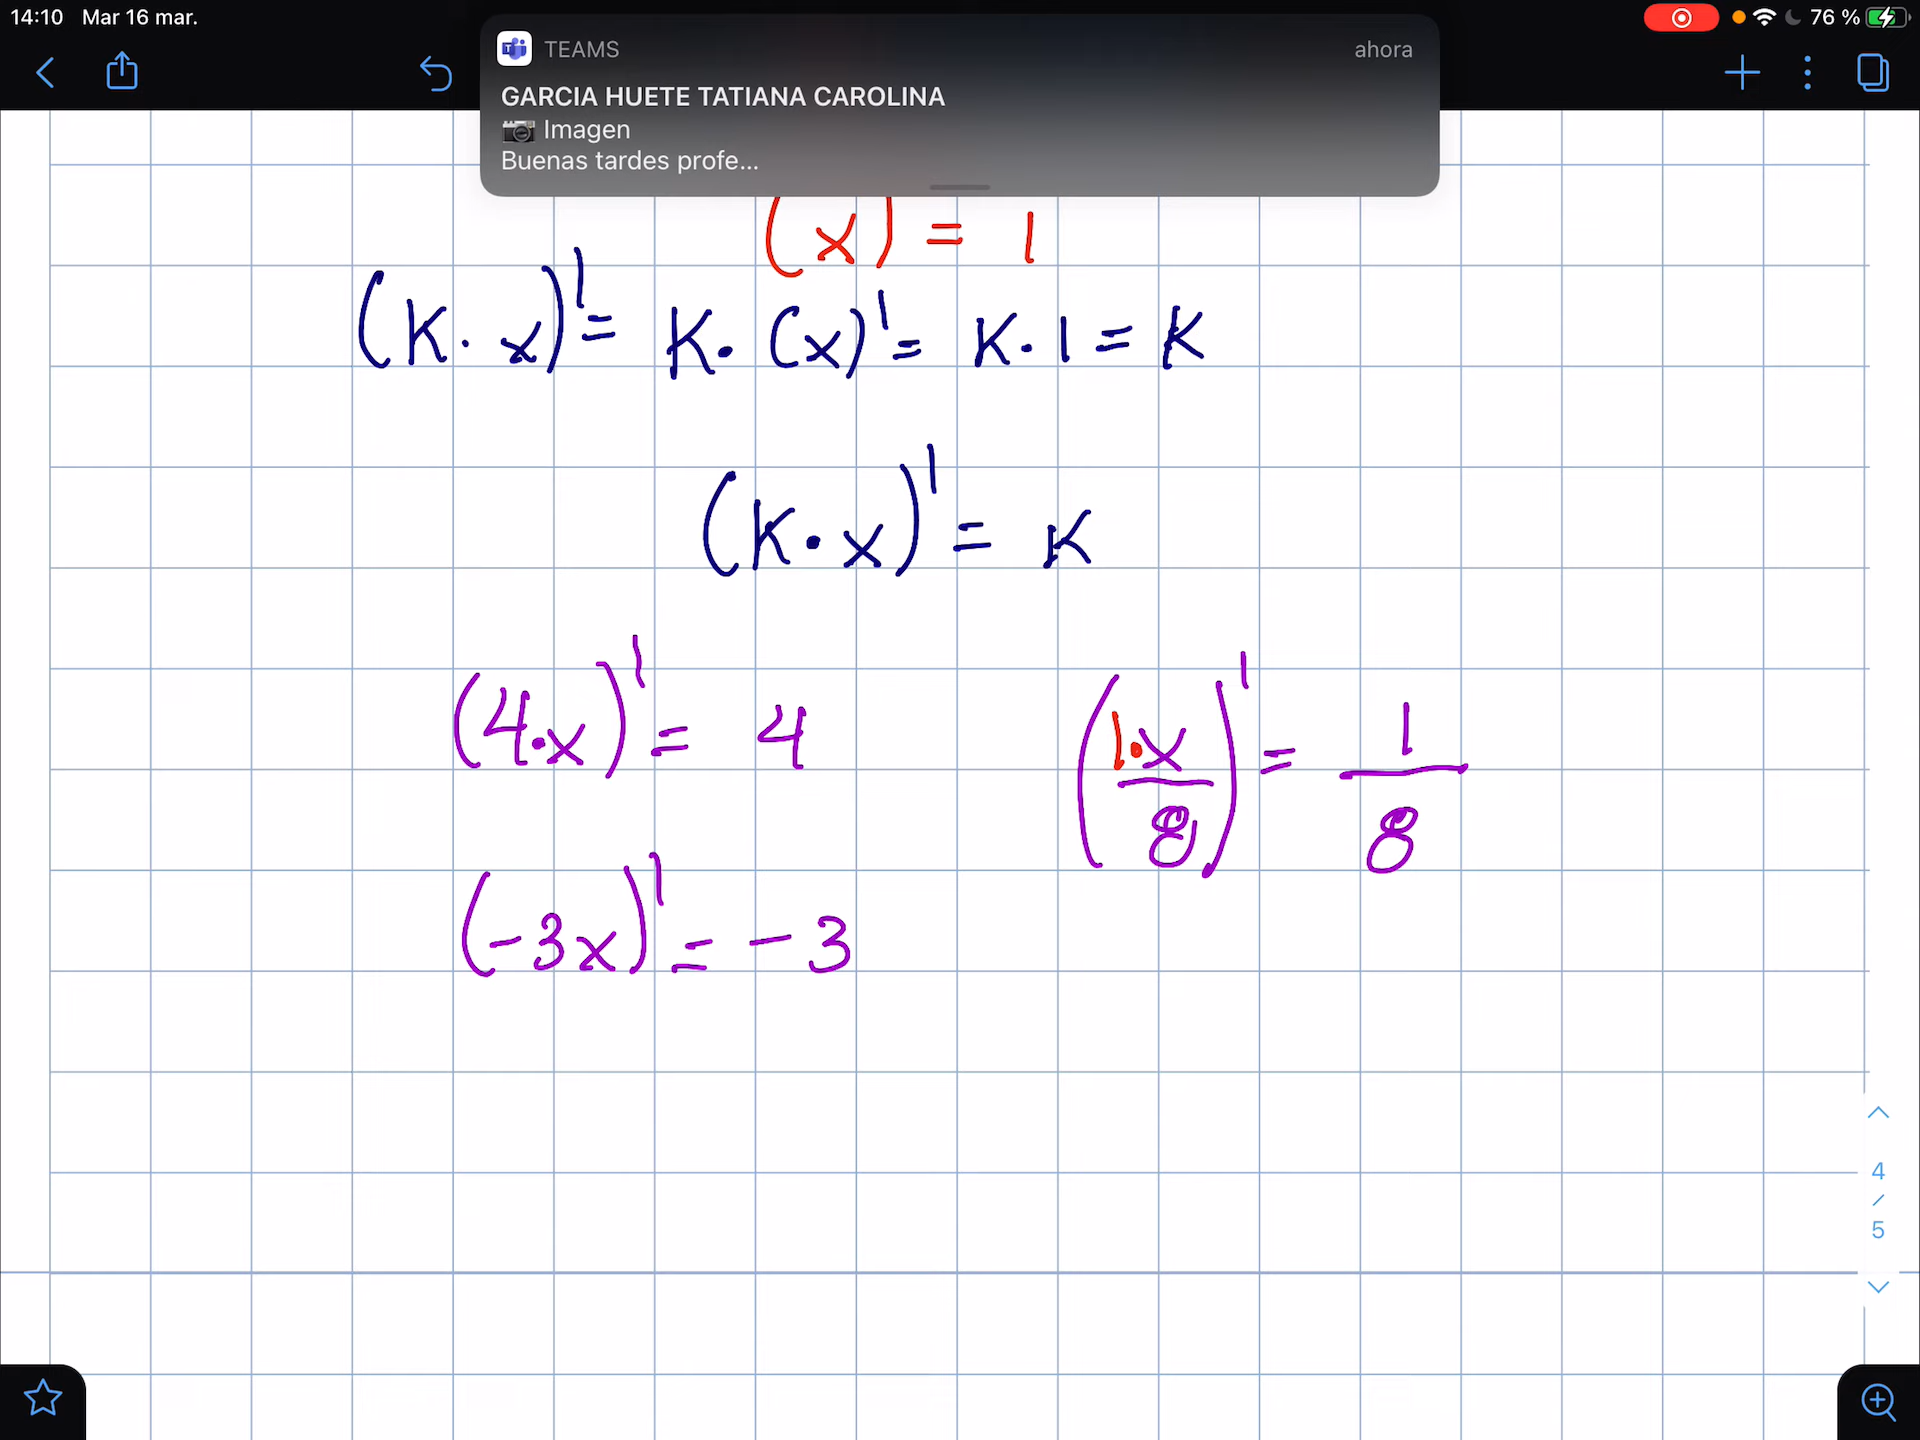 14:10 Mar 16 mar. 76 %
TEAMS ahora
GARCIA HUETE TATIANA CAROLINA
📷 Imagen
Buenas tardes profe...
(x) = 1
(K · x)' = K · (x)' = K · 1 = K
(K · x)' = K
(4·x)' = 4
(1·x/8)' = 1/8
(-3x)' = -3
4
/
5